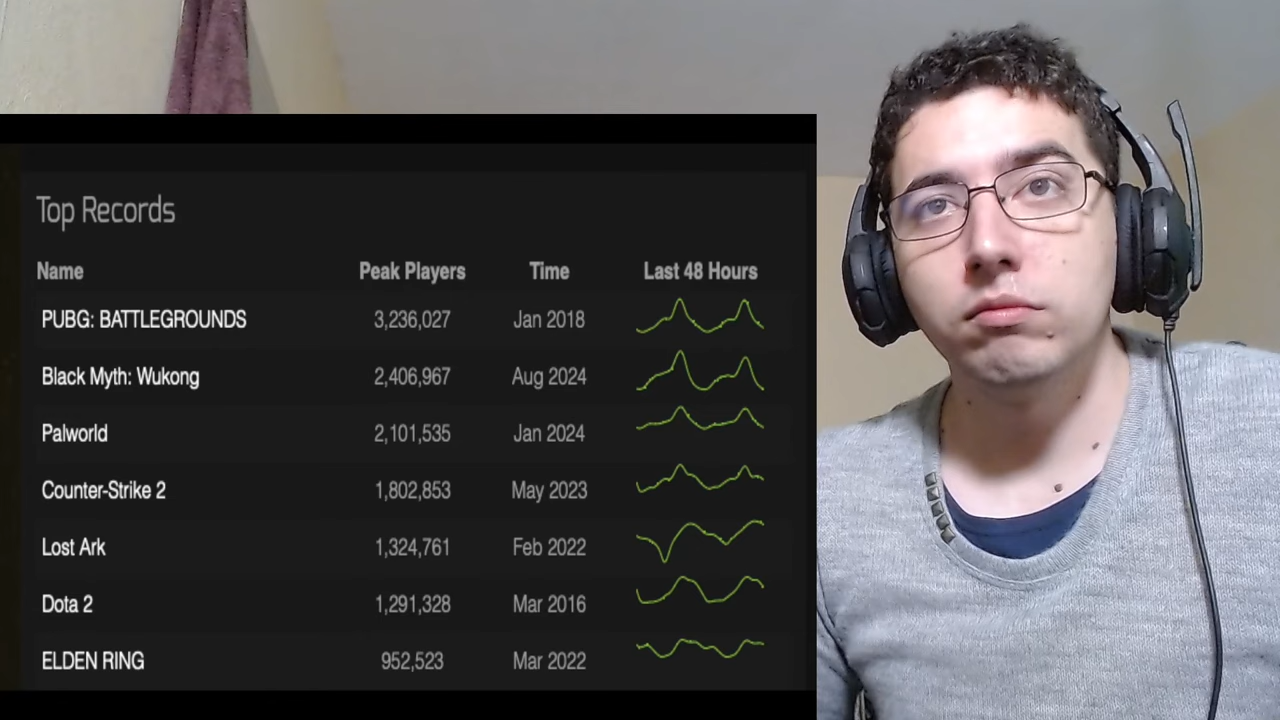 Top Records
Name Peak Players Time Last 48 Hours
PUBG: BATTLEGROUNDS 3,236,027 Jan 2018
Black Myth: Wukong 2,406,967 Aug 2024
Palworld 2,101,535 Jan 2024
Counter-Strike 2 1,802,853 May 2023
Lost Ark 1,324,761 Feb 2022
Dota 2 1,291,328 Mar 2016
ELDEN RING 952,523 Mar 2022